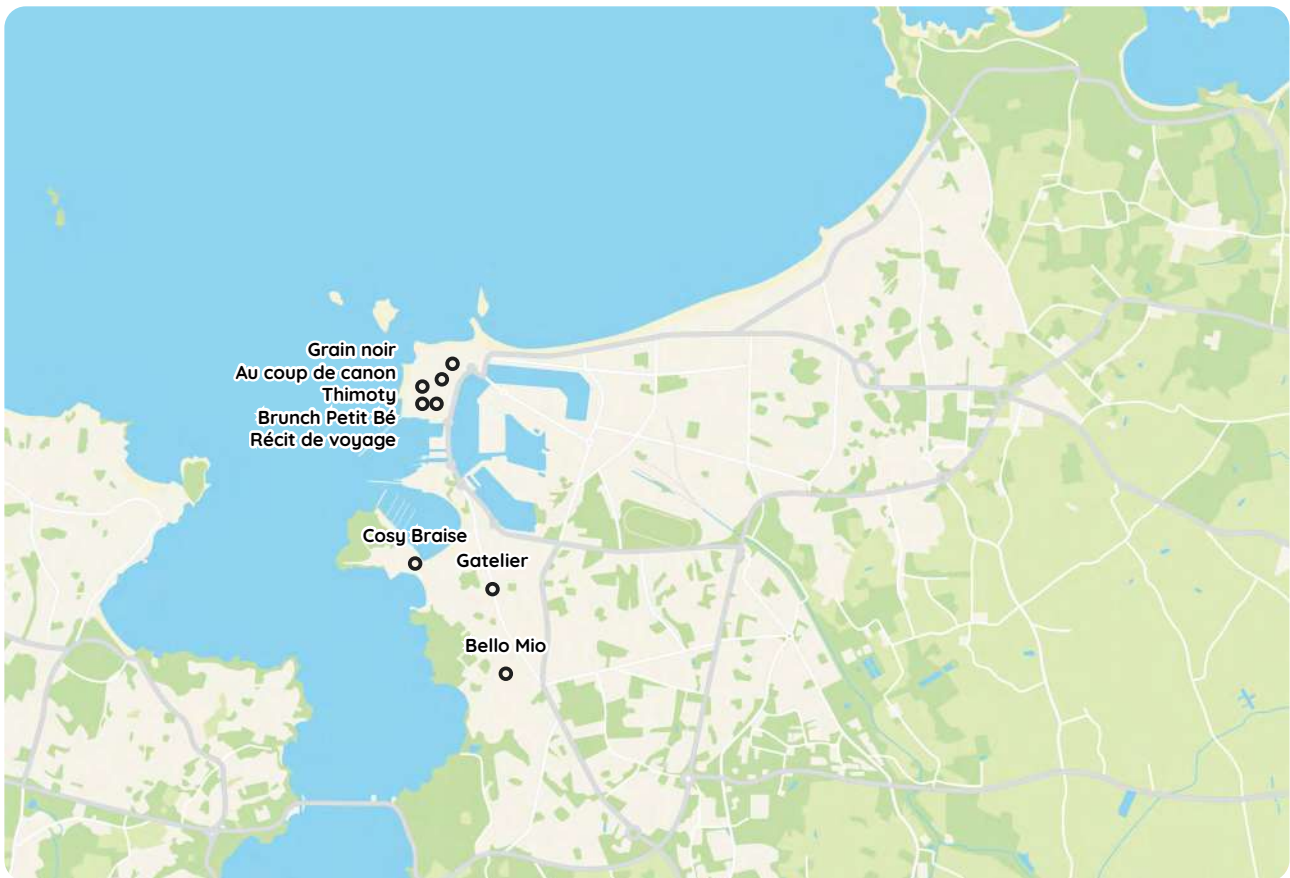 Grain noir
Au coup de canon
Thimoty
Brunch Petit Bé
Récit de voyage
Cosy Braise
Gatelier
Bello Mio